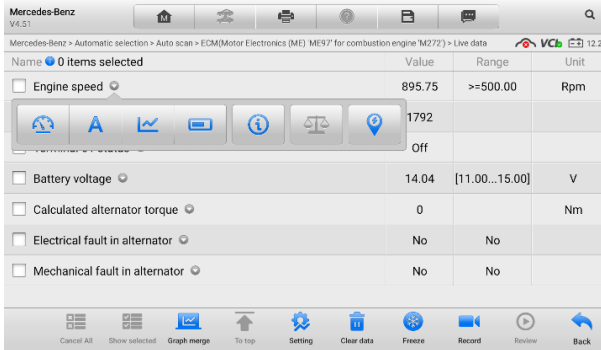 Mercedes-Benz
V4.51
Mercedes-Benz > Automatic selection > Auto scan > ECM(Motor Electronics (ME) 'ME97' for combustion engine 'M272') > Live data
VCI 12.2
Name 0 items selected Value Range Unit
Engine speed 895.75 >=500.00 Rpm
A
1792
Off
Battery voltage 14.04 [11.00...15.00] V
Calculated alternator torque 0 Nm
Electrical fault in alternator No No
Mechanical fault in alternator No No
Cancel All Show selected Graph merge To top Setting Clear data Freeze Record Review Back